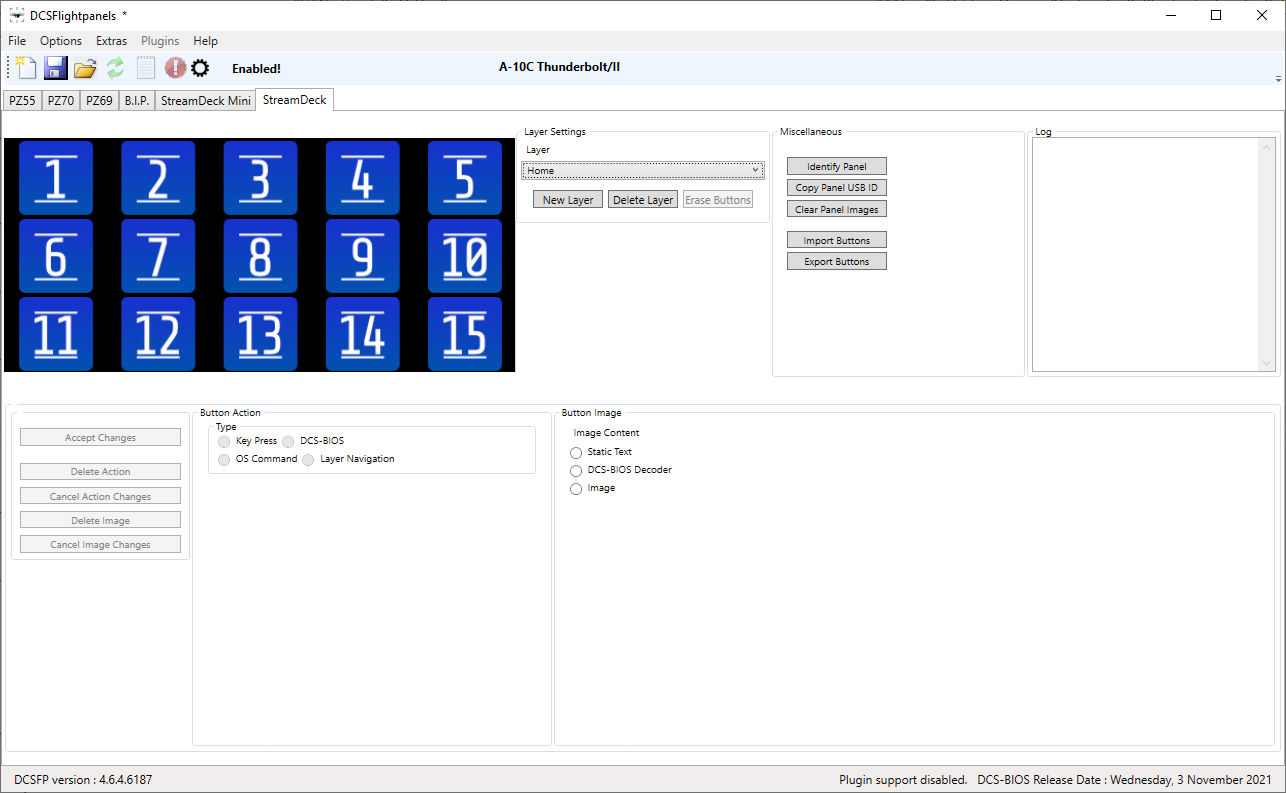 DCSFlightpanels *
File Options Extras Plugins Help
Enabled!
A-10C Thunderbolt/II
PZ55 PZ70 PZ69 B.I.P. StreamDeck Mini StreamDeck
1 2 3 4 5
6 7 8 9 10
11 12 13 14 15
Layer Settings
Layer
Home
New Layer Delete Layer Erase Buttons
Miscellaneous
Identify Panel
Copy Panel USB ID
Clear Panel Images
Import Buttons
Export Buttons
Log
Accept Changes
Delete Action
Cancel Action Changes
Delete Image
Cancel Image Changes
Button Action
Type
Key Press DCS-BIOS
OS Command Layer Navigation
Button Image
Image Content
Static Text
DCS-BIOS Decoder
Image
DCSFP version : 4.6.4.6187
Plugin support disabled. DCS-BIOS Release Date : Wednesday, 3 November 2021